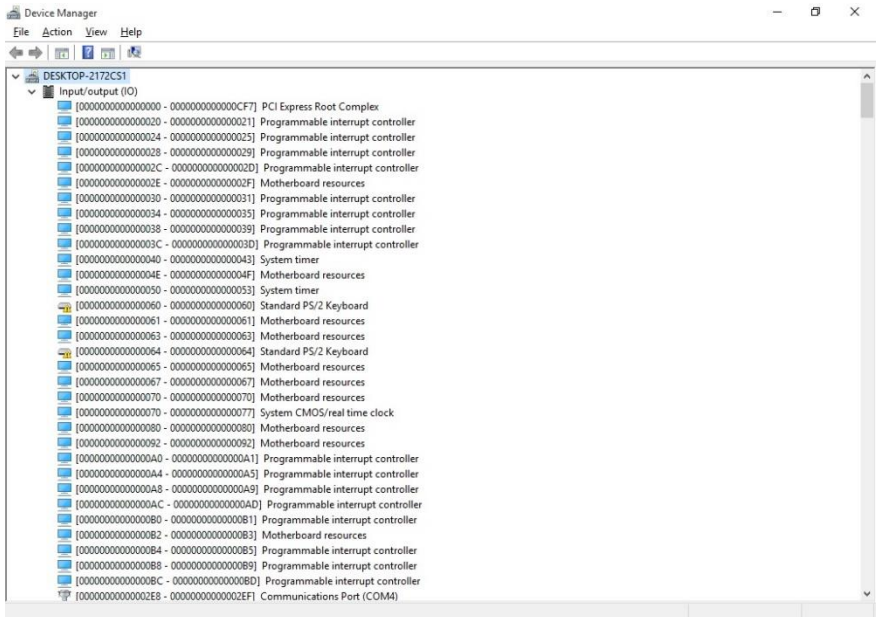 Device Manager
File Action View Help
DESKTOP-2172CS1
Input/output (IO)
[0000000000000000 - 0000000000000CF7] PCI Express Root Complex
[0000000000000020 - 0000000000000021] Programmable interrupt controller
[0000000000000024 - 0000000000000025] Programmable interrupt controller
[0000000000000028 - 0000000000000029] Programmable interrupt controller
[000000000000002C - 000000000000002D] Programmable interrupt controller
[000000000000002E - 000000000000002F] Motherboard resources
[0000000000000030 - 0000000000000031] Programmable interrupt controller
[0000000000000034 - 0000000000000035] Programmable interrupt controller
[0000000000000038 - 0000000000000039] Programmable interrupt controller
[000000000000003C - 000000000000003D] Programmable interrupt controller
[0000000000000040 - 0000000000000043] System timer
[000000000000004E - 000000000000004F] Motherboard resources
[0000000000000050 - 0000000000000053] System timer
[0000000000000060 - 0000000000000060] Standard PS/2 Keyboard
[0000000000000061 - 0000000000000061] Motherboard resources
[0000000000000063 - 0000000000000063] Motherboard resources
[0000000000000064 - 0000000000000064] Standard PS/2 Keyboard
[0000000000000065 - 0000000000000065] Motherboard resources
[0000000000000067 - 0000000000000067] Motherboard resources
[0000000000000070 - 0000000000000070] Motherboard resources
[0000000000000070 - 0000000000000077] System CMOS/real time clock
[0000000000000080 - 0000000000000080] Motherboard resources
[0000000000000092 - 0000000000000092] Motherboard resources
[00000000000000A0 - 00000000000000A1] Programmable interrupt controller
[00000000000000A4 - 00000000000000A5] Programmable interrupt controller
[00000000000000A8 - 00000000000000A9] Programmable interrupt controller
[00000000000000AC - 00000000000000AD] Programmable interrupt controller
[00000000000000B0 - 00000000000000B1] Programmable interrupt controller
[00000000000000B2 - 00000000000000B3] Motherboard resources
[00000000000000B4 - 00000000000000B5] Programmable interrupt controller
[00000000000000B8 - 00000000000000B9] Programmable interrupt controller
[00000000000000BC - 00000000000000BD] Programmable interrupt controller
[00000000000002E8 - 00000000000002EF] Communications Port (COM4)